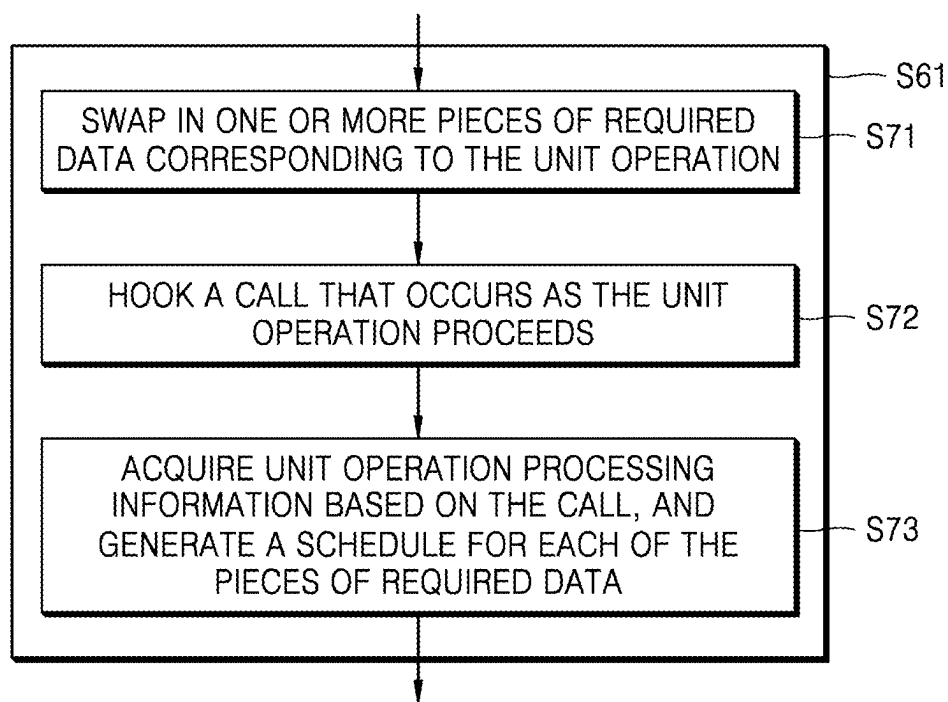 S61
SWAP IN ONE OR MORE PIECES OF REQUIRED
DATA CORRESPONDING TO THE UNIT OPERATION
S71
HOOK A CALL THAT OCCURS AS THE UNIT
OPERATION PROCEEDS
S72
ACQUIRE UNIT OPERATION PROCESSING
INFORMATION BASED ON THE CALL, AND
GENERATE A SCHEDULE FOR EACH OF THE
PIECES OF REQUIRED DATA
S73